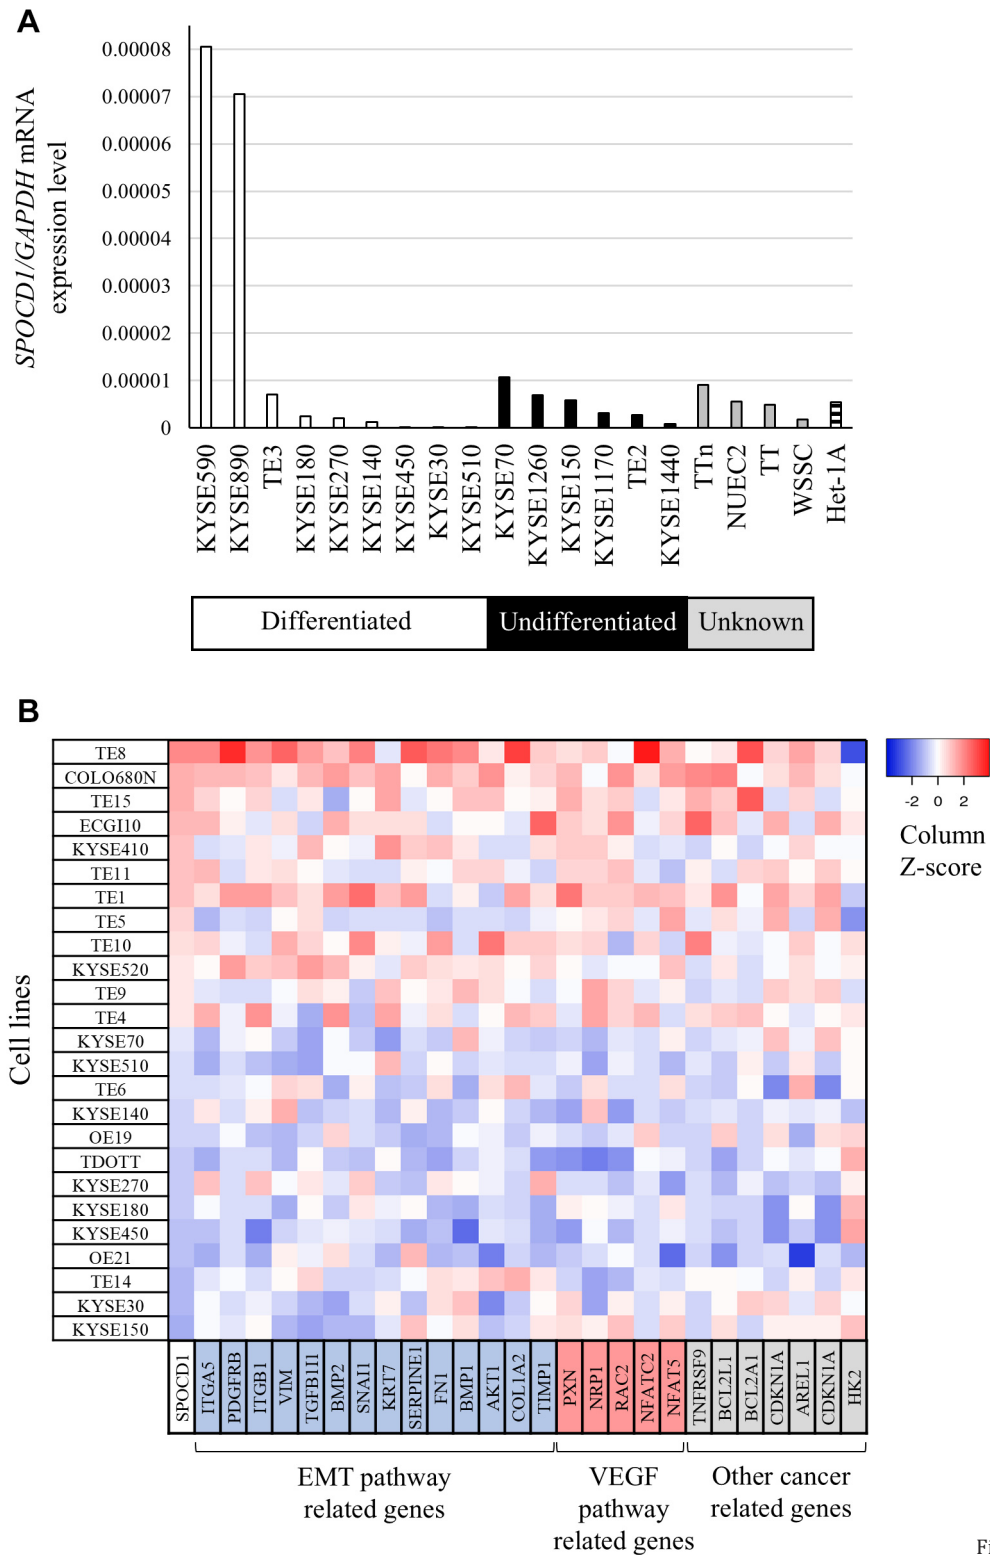 A
SPOCD1/GAPDH mRNA
expression level
0.00008
0.00007
0.00006
0.00005
0.00004
0.00003
0.00002
0.00001
0
KYSE590
KYSE890
TE3
KYSE180
KYSE270
KYSE140
KYSE450
KYSE30
KYSE510
KYSE70
KYSE1260
KYSE150
KYSE1170
TE2
KYSE1440
TTn
NUEC2
TT
WSSC
Het-1A
Differentiated
Undifferentiated
Unknown
B
Cell lines
TE8
COLO680N
TE15
ECGI10
KYSE410
TE11
TE1
TE5
TE10
KYSE520
TE9
TE4
KYSE70
KYSE510
TE6
KYSE140
OE19
TDOTT
KYSE270
KYSE180
KYSE450
OE21
TE14
KYSE30
KYSE150
-2 0 2
Column
Z-score
SPOCD1
ITGA5
PDGFRB
ITGB1
VIM
TGFB1I1
BMP2
SNAI1
KRT7
SERPINE1
FN1
BMP1
AKT1
COL1A2
TIMP1
PXN
NRP1
RAC2
NFATC2
NFAT5
TNFRSF9
BCL2L1
BCL2A1
CDKN1A
AREL1
CDKN1A
HK2
EMT pathway
related genes
VEGF
pathway
related genes
Other cancer
related genes
Fi